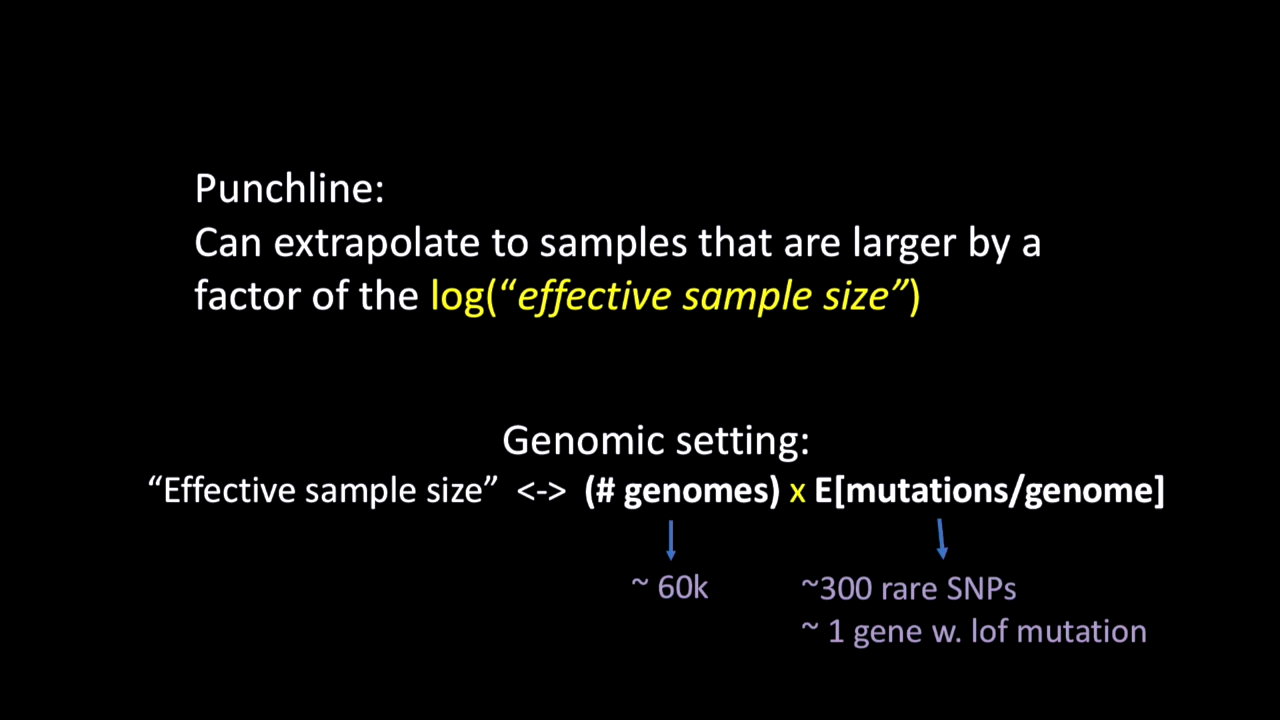 Punchline:
Can extrapolate to samples that are larger by a
factor of the log(“effective sample size”)
Genomic setting:
“Effective sample size” <-> (# genomes) x E[mutations/genome]
~ 60k
~300 rare SNPs
~ 1 gene w. lof mutation